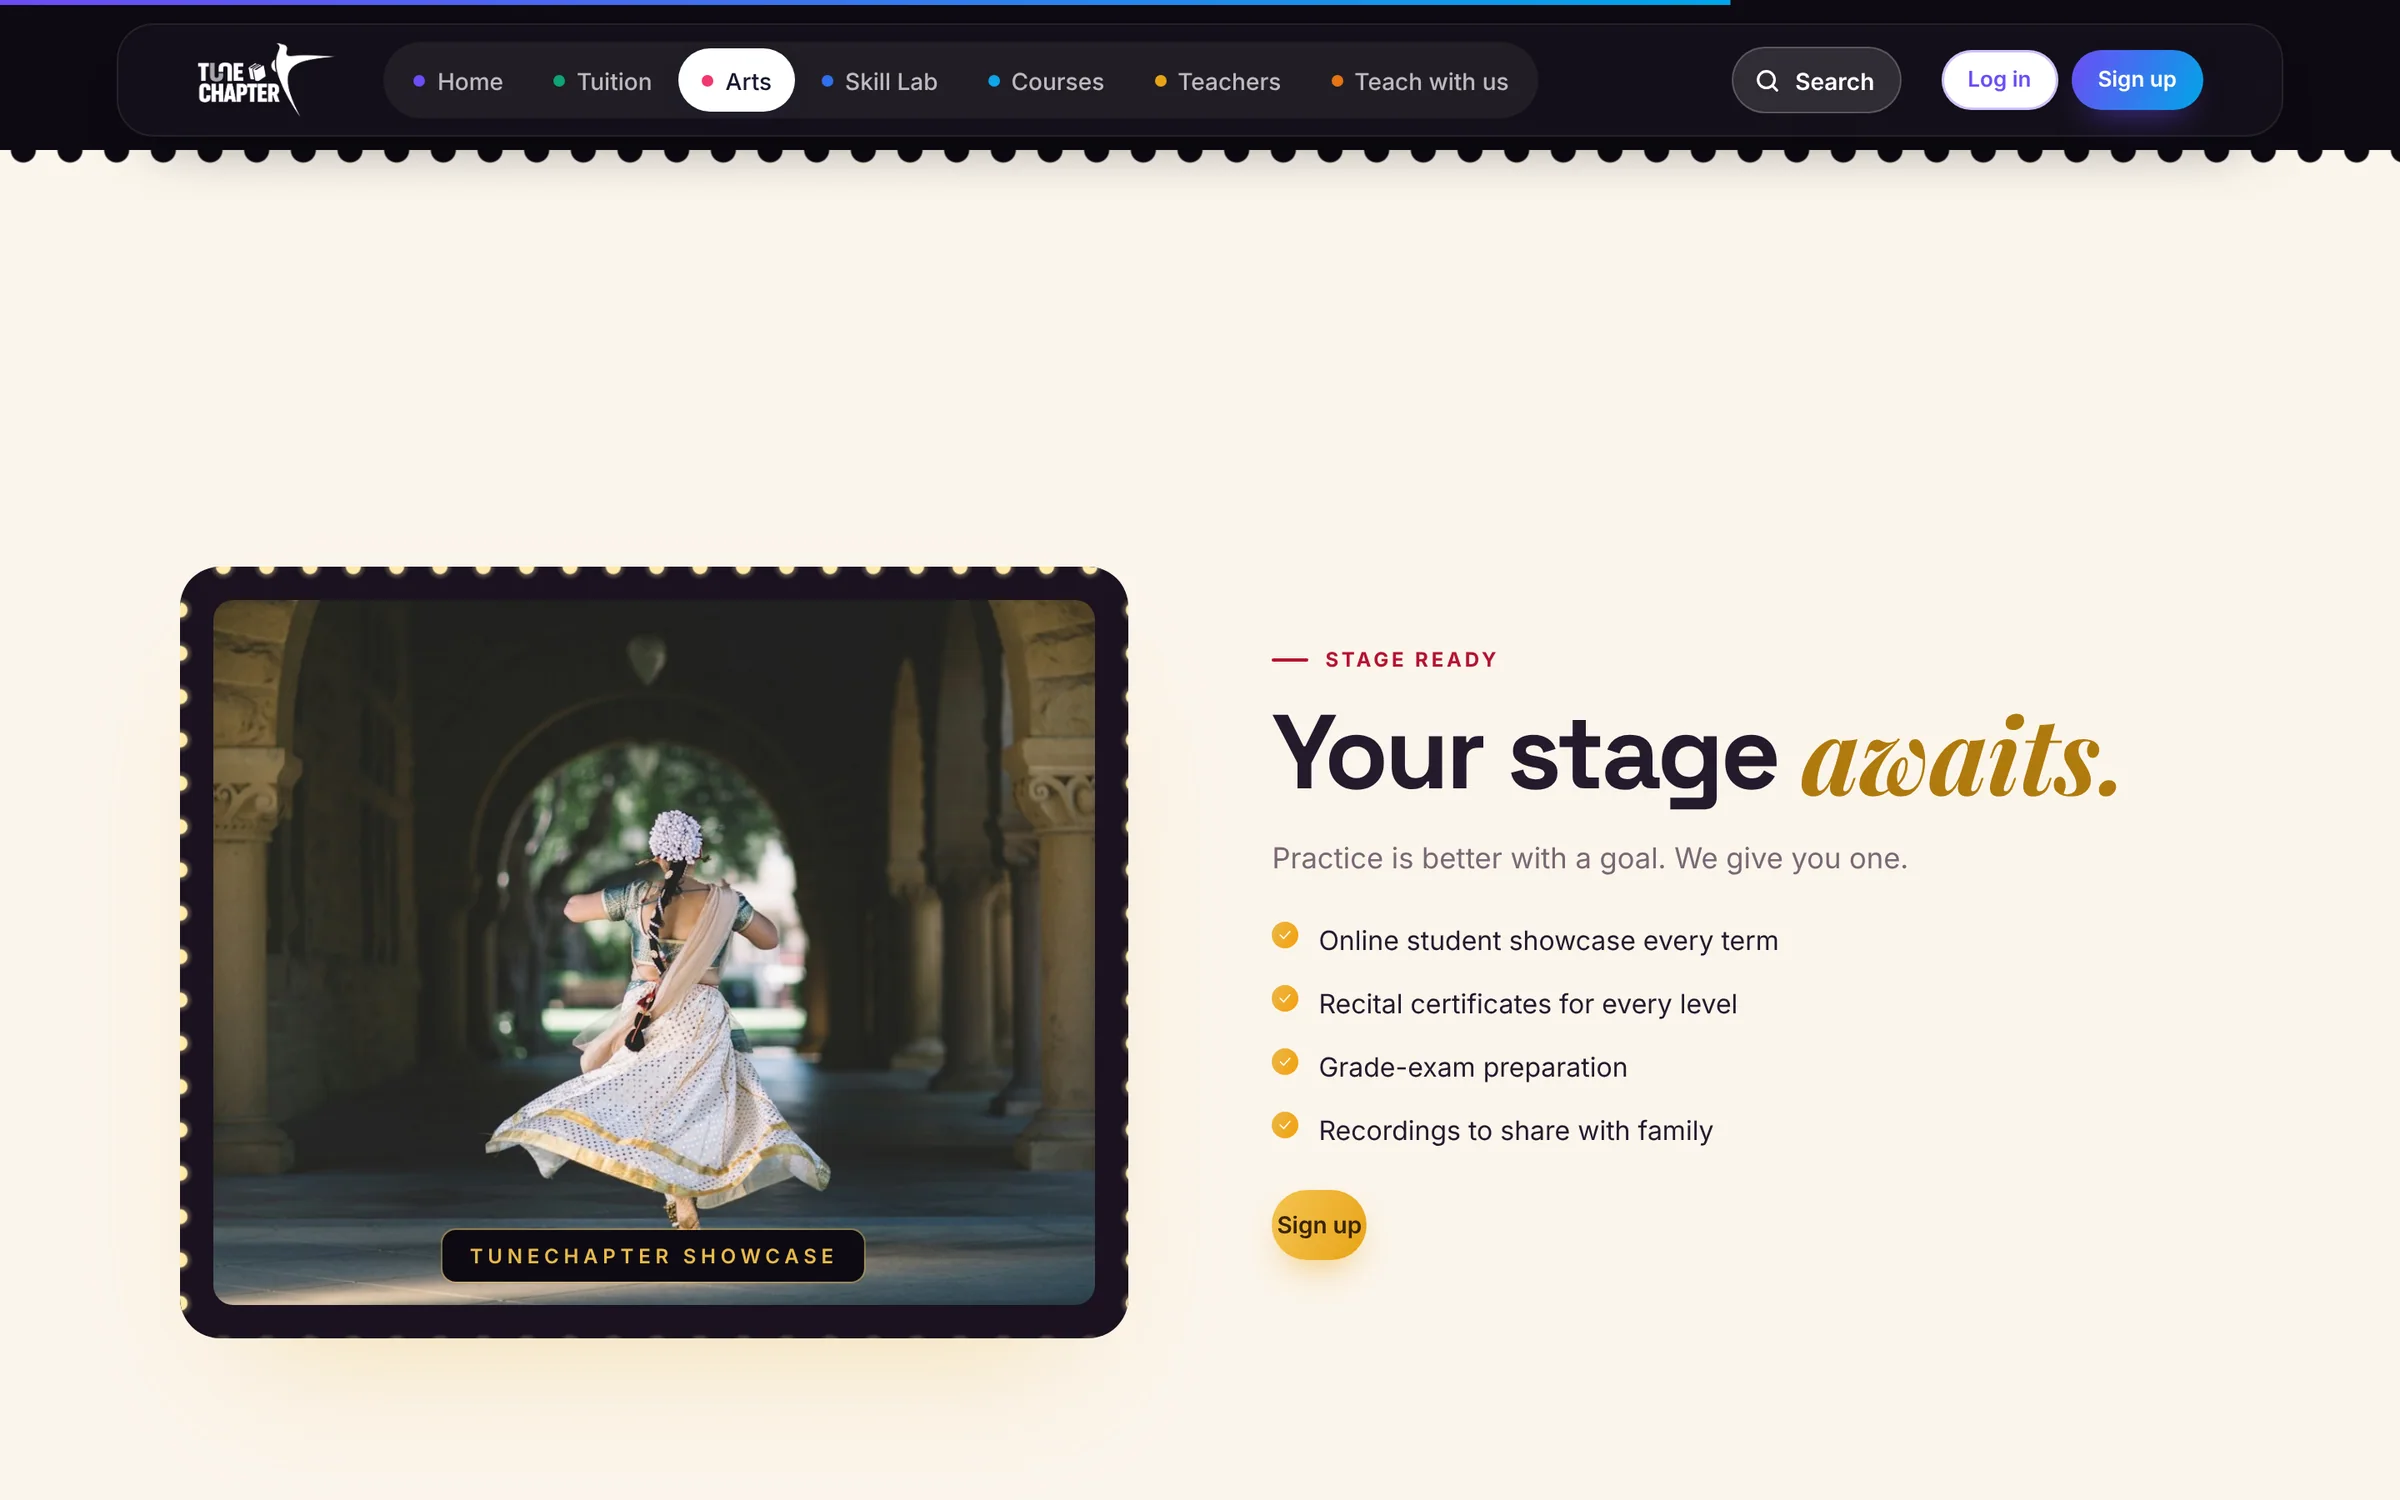 TUNE
CHAPTER
Home
Tuition
Arts
Skill Lab
Courses
Teachers
Teach with us
Search
Log in
Sign up
STAGE READY
Your stage awaits.
Practice is better with a goal. We give you one.
Online student showcase every term
Recital certificates for every level
Grade-exam preparation
Recordings to share with family
Sign up
TUNECHAPTER SHOWCASE